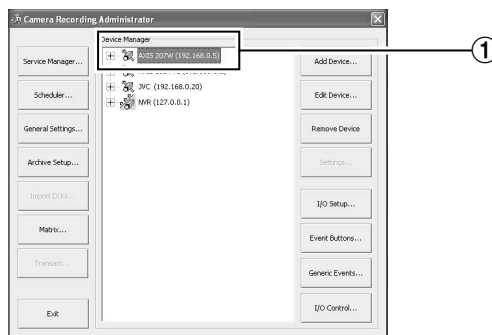 Camera Recording Administrator
Device Manager
AXIS 207W (192.168.0.5)
JVC (192.168.0.20)
NVR (127.0.0.1)
Service Manager...
Scheduler...
General Settings...
Archive Setup...
Import DLKs...
Matrix...
Transact...
Exit
Add Device...
Edit Device...
Remove Device
Settings...
I/O Setup...
Event Buttons...
Generic Events...
I/O Control...
1